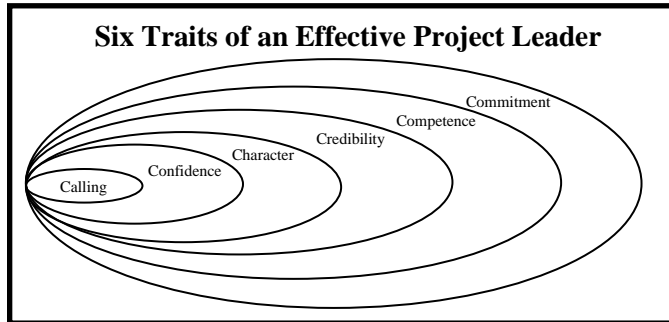 Six Traits of an Effective Project Leader
Commitment
Competence
Credibility
Character
Confidence
Calling